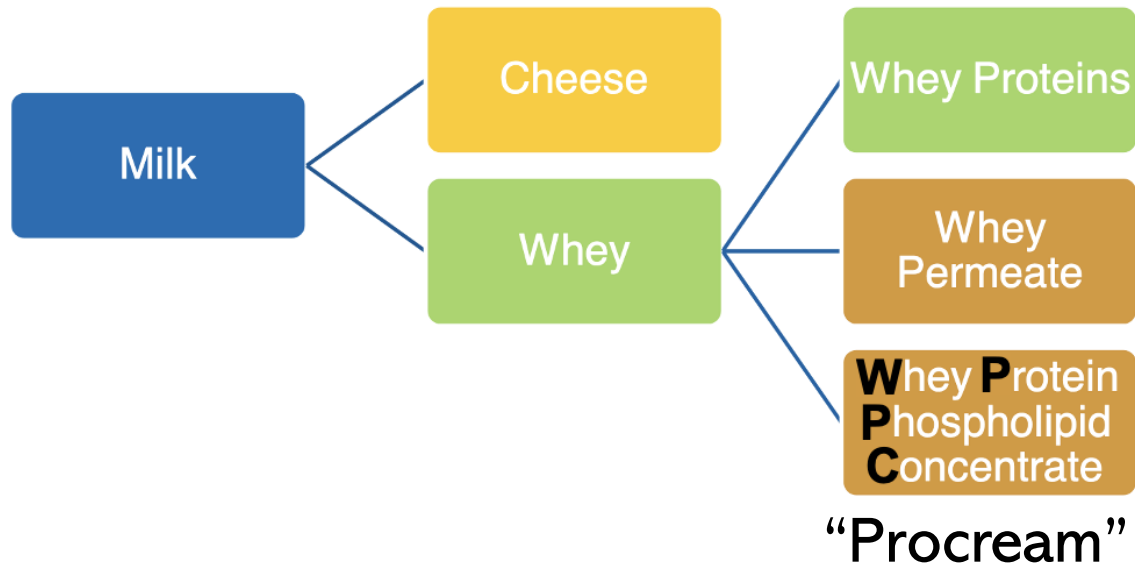 Milk
Cheese
Whey
Whey Proteins
Whey
Permeate
Whey Protein
Phospholipid
Concentrate
“Procream”